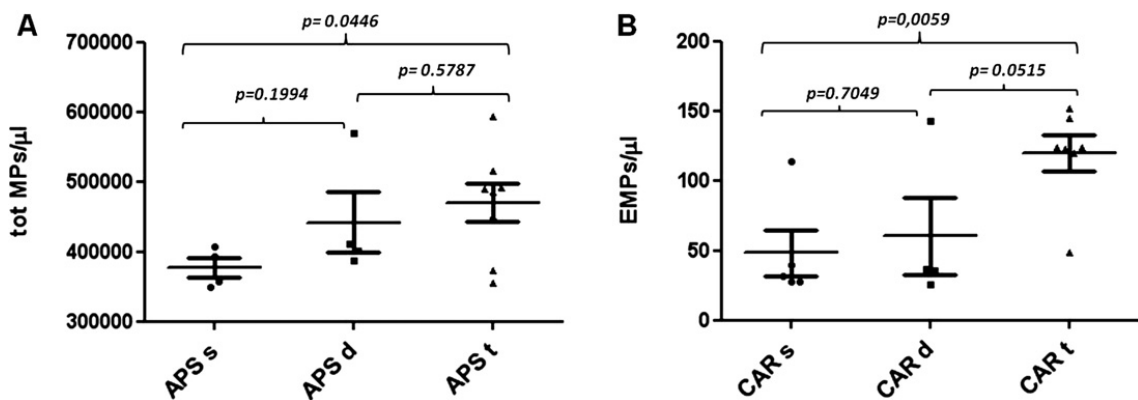 A
p= 0.0446
p= 0.5787
p=0.1994
tot MPs/µl
700000
600000
500000
400000
300000
APS s
APS d
APS t
B
p=0,0059
p= 0.0515
p=0.7049
EMPs/µl
200
150
100
50
0
CAR s
CAR d
CAR t